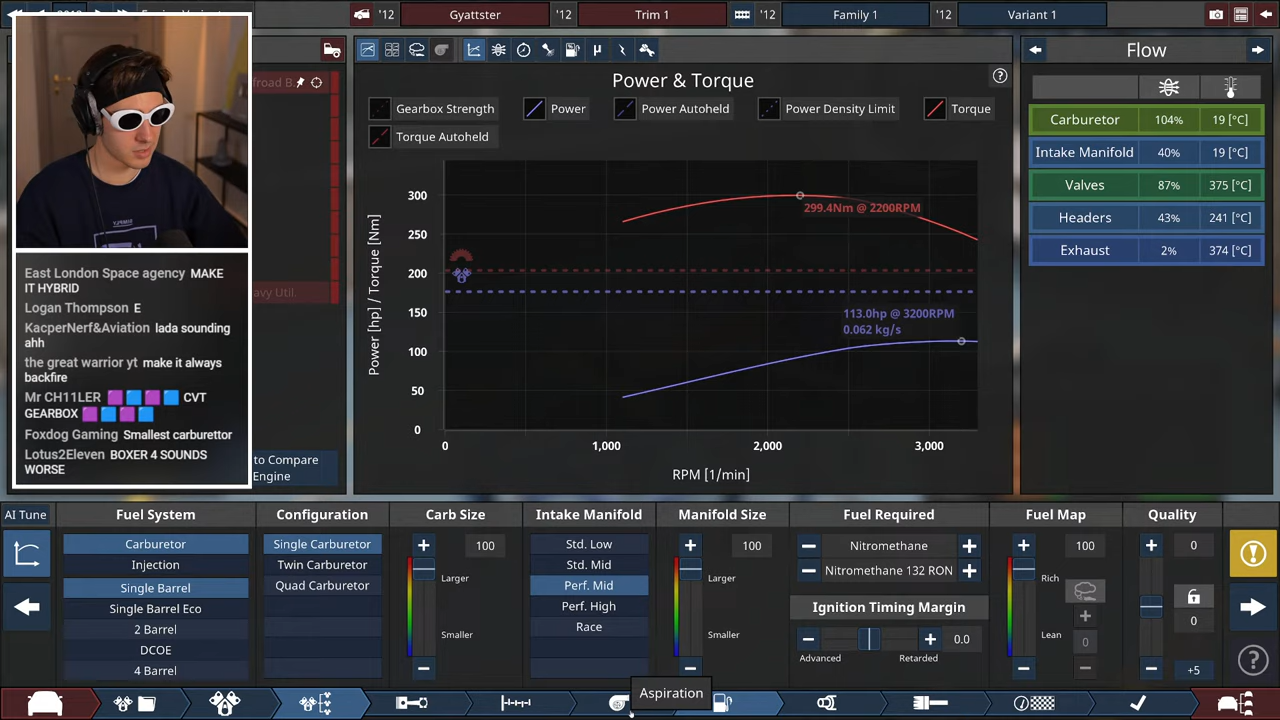 '12
Gyattster
'12
Trim 1
'12
Family 1
'12
Variant 1
SIMPLY
East London Space agency MAKE
IT HYBRID
Logan Thompson E
KacperNerf&Aviation lada sounding
ahh
the great warrior yt make it always
backfire
Mr CH11LER CVT
GEARBOX
Foxdog Gaming Smallest carburettor
Lotus2Eleven BOXER 4 SOUNDS
WORSE
froad B.
avy Util.
to Compare
Engine
Power & Torque
Gearbox Strength
Power
Power Autoheld
Power Density Limit
Torque
Torque Autoheld
Power [hp] / Torque [Nm]
300
250
200
150
100
50
0
299.4Nm @ 2200RPM
113.0hp @ 3200RPM
0.062 kg/s
0
1,000
2,000
3,000
RPM [1/min]
Flow
Carburetor 104% 19 [°C]
Intake Manifold 40% 19 [°C]
Valves 87% 375 [°C]
Headers 43% 241 [°C]
Exhaust 2% 374 [°C]
AI Tune
Fuel System
Carburetor
Injection
Single Barrel
Single Barrel Eco
2 Barrel
DCOE
4 Barrel
Configuration
Single Carburetor
Twin Carburetor
Quad Carburetor
Carb Size
+ 100
Larger
Smaller
−
Intake Manifold
Std. Low
Std. Mid
Perf. Mid
Perf. High
Race
Manifold Size
+ 100
Larger
Smaller
−
Fuel Required
− Nitromethane +
− Nitromethane 132 RON +
Ignition Timing Margin
− + 0.0
Advanced Retarded
Fuel Map
+ 100
Rich
+
0
Lean
− −
Quality
+ 0
0
− +5
Aspiration